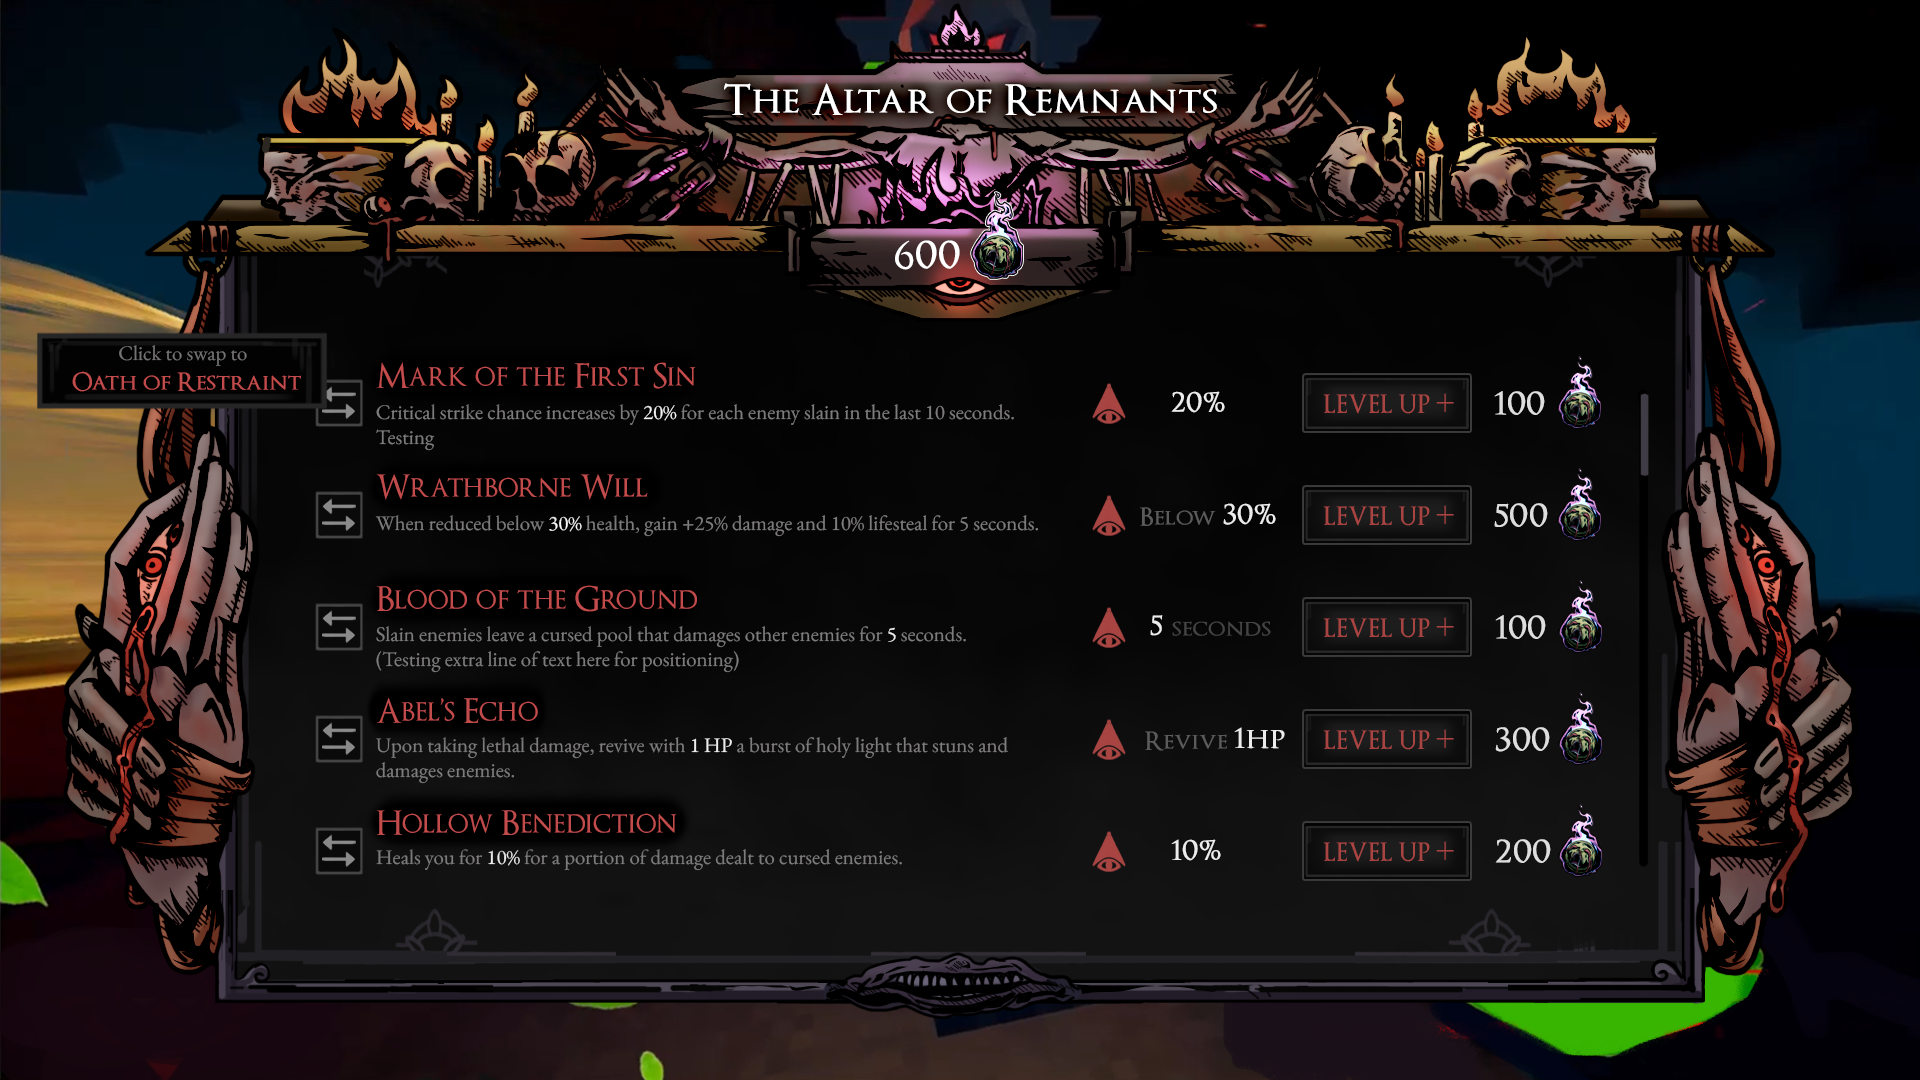 THE ALTAR OF REMNANTS
600
Click to swap to
OATH OF RESTRAINT
MARK OF THE FIRST SIN
Critical strike chance increases by 20% for each enemy slain in the last 10 seconds.
Testing
20%
LEVEL UP +
100
WRATHBORNE WILL
When reduced below 30% health, gain +25% damage and 10% lifesteal for 5 seconds.
BELOW 30%
LEVEL UP +
500
BLOOD OF THE GROUND
Slain enemies leave a cursed pool that damages other enemies for 5 seconds.
(Testing extra line of text here for positioning)
5 SECONDS
LEVEL UP +
100
ABEL'S ECHO
Upon taking lethal damage, revive with 1 HP a burst of holy light that stuns and
damages enemies.
REVIVE 1HP
LEVEL UP +
300
HOLLOW BENEDICTION
Heals you for 10% for a portion of damage dealt to cursed enemies.
10%
LEVEL UP +
200